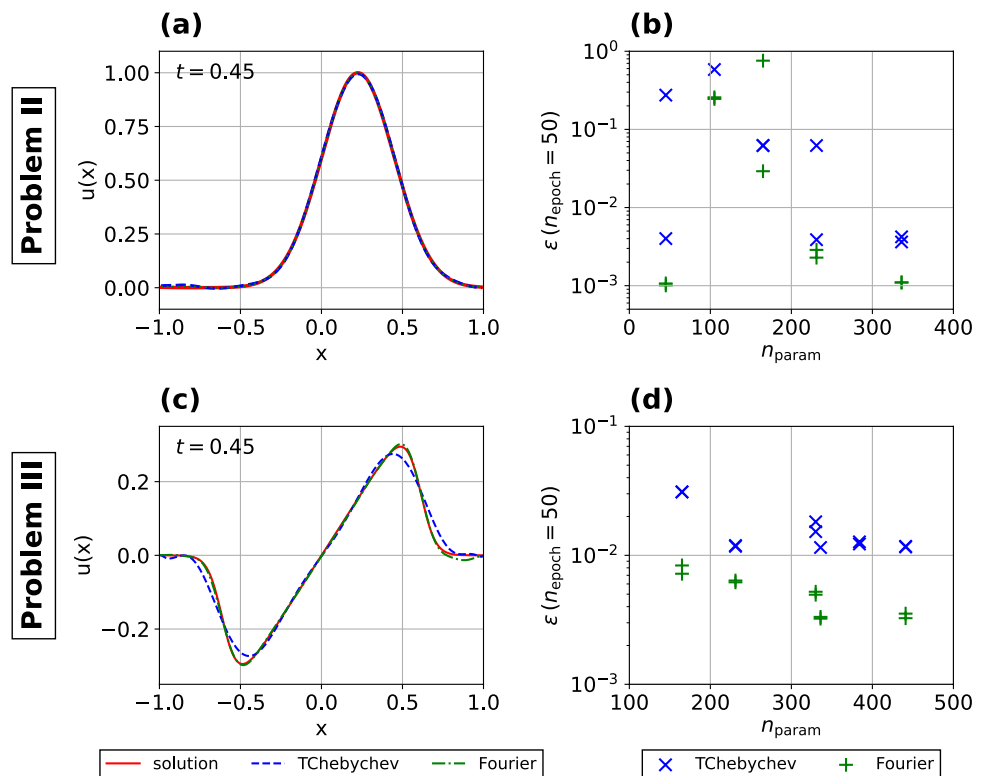 (a)
(b)
Problem II
t = 0.45
1.00
0.75
0.50
0.25
0.00
u(x)
−1.0 −0.5 0.0 0.5 1.0
x
10⁰
10⁻¹
10⁻²
10⁻³
ε (n_epoch = 50)
0 100 200 300 400
n_param
(c)
(d)
Problem III
t = 0.45
0.2
0.0
−0.2
u(x)
−1.0 −0.5 0.0 0.5 1.0
x
10⁻¹
10⁻²
10⁻³
ε (n_epoch = 50)
100 200 300 400 500
n_param
solution TChebychev Fourier
TChebychev Fourier